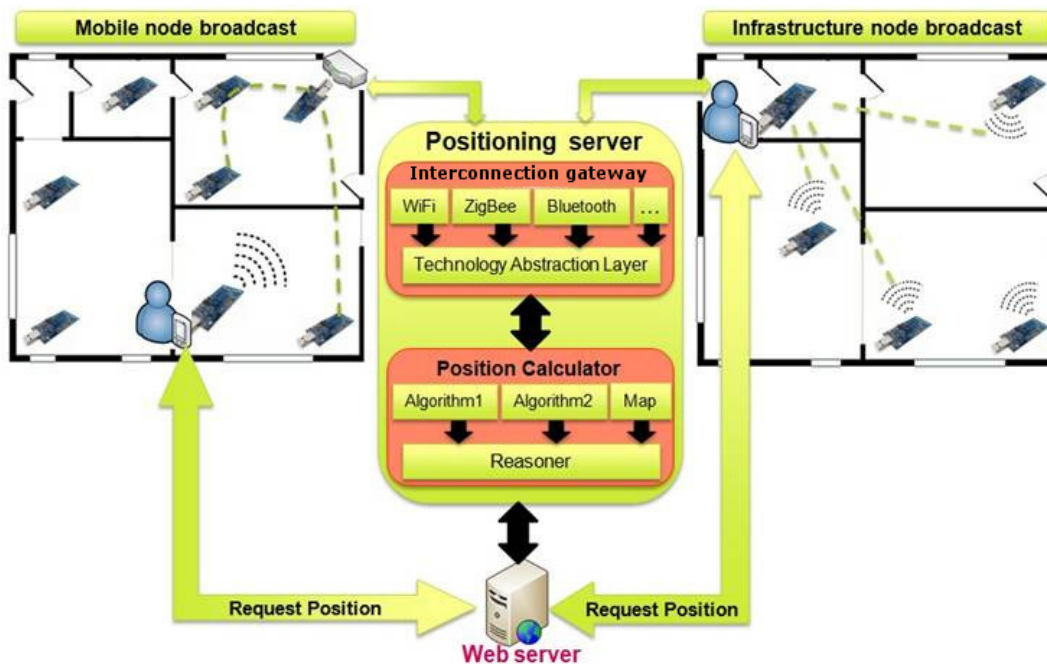 Mobile node broadcast
Infrastructure node broadcast
Positioning server
Interconnection gateway
WiFi
ZigBee
Bluetooth
...
Technology Abstraction Layer
Position Calculator
Algorithm1
Algorithm2
Map
Reasoner
Request Position
Request Position
Web server